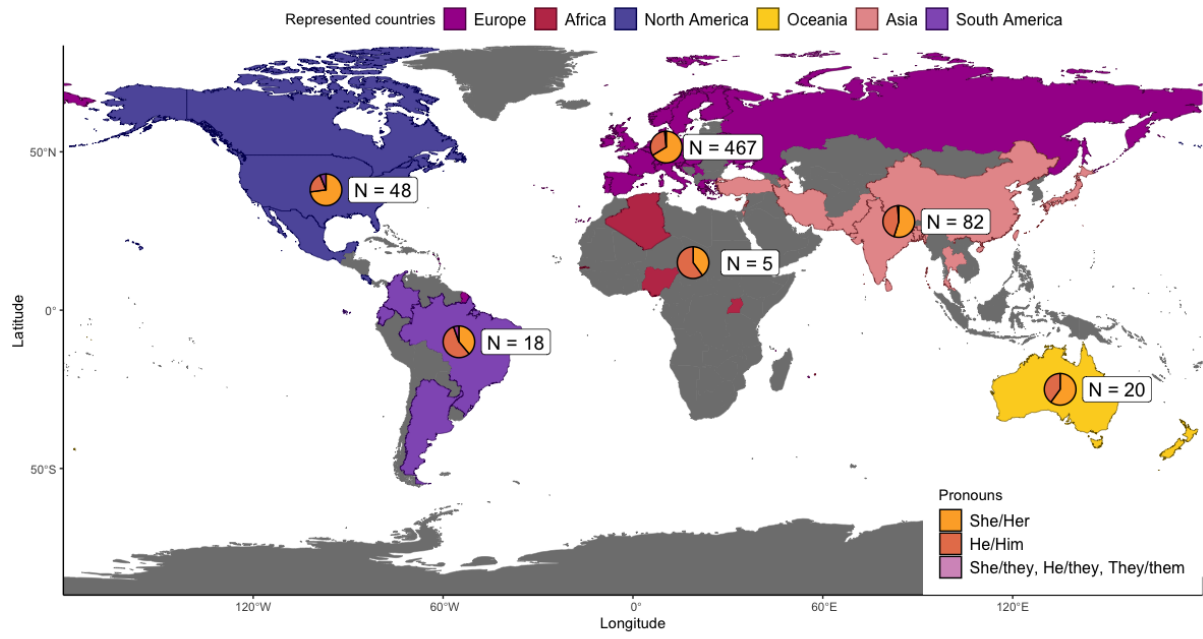 Represented countries Europe Africa North America Oceania Asia South America
50°N
N = 467
N = 48
N = 82
N = 5
0°
N = 18
N = 20
50°S
Latitude
Pronouns
She/Her
He/Him
She/they, He/they, They/them
120°W 60°W 0° 60°E 120°E
Longitude